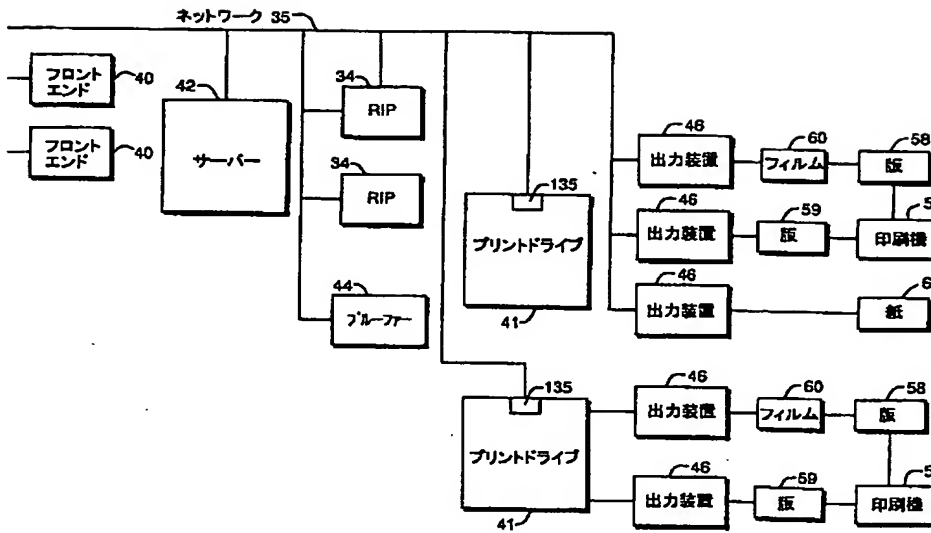 ネットワーク 35
フロント
エンド
40
フロント
エンド
40
42
サーバー
34
RIP
34
RIP
44
プルーファー
135
プリントドライブ
41
46
出力装置
60
フィルム
58
版
46
出力装置
59
版
印刷機
46
出力装置
紙
135
プリントドライブ
41
46
出力装置
60
フィルム
58
版
46
出力装置
59
版
印刷機